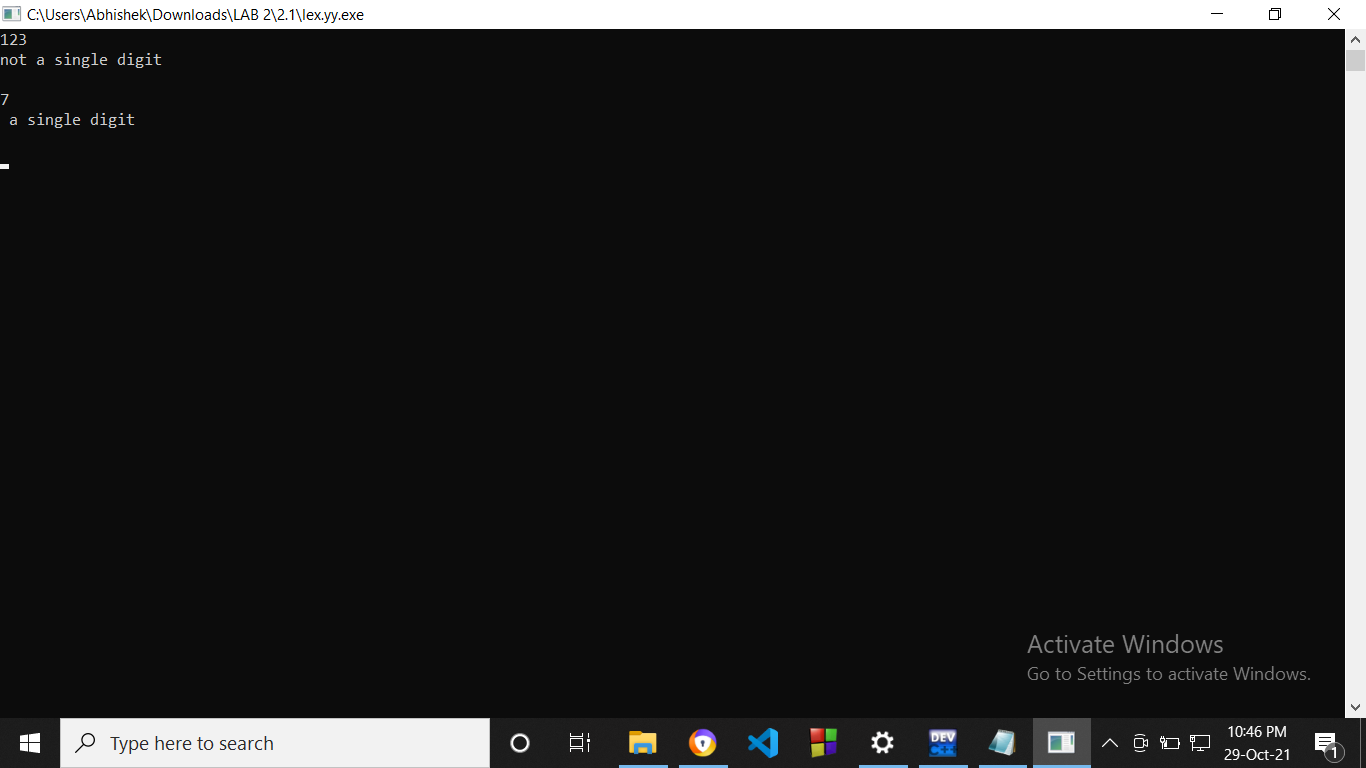 C:\Users\Abhishek\Downloads\LAB 2\2.1\lex.yy.exe
123
not a single digit
7
 a single digit
Activate Windows
Go to Settings to activate Windows.
Type here to search
DEV
C++
10:46 PM
29-Oct-21
1